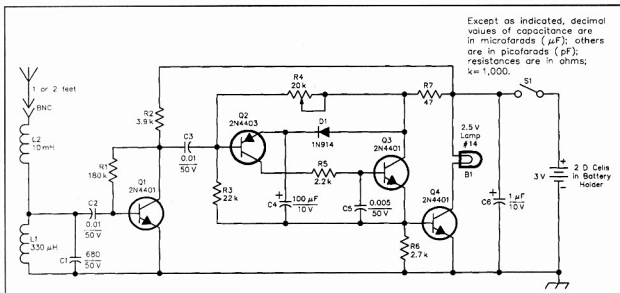 Except as indicated, decimal
values of capacitance are
in microfarads (μF); others
are in picofarads (pF);
resistances are in ohms;
k=1,000.
1 or 2 feet
BNC
L2
10mH
L1
330 μH
C1
680
50V
C2
0.01
50V
R1
180k
R2
3.9k
Q1
2N4401
C3
0.01
50V
Q2
2N4403
R3
22k
R4
20k
D1
1N914
C4
100 μF
10V
R5
2.2k
C5
0.005
50V
Q3
2N4401
R7
47
Q4
2N4401
R6
2.7k
2.5V
Lamp
#14
B1
C6
1 μF
10V
S1
3V
+
2 D Cells
in Battery
Holder